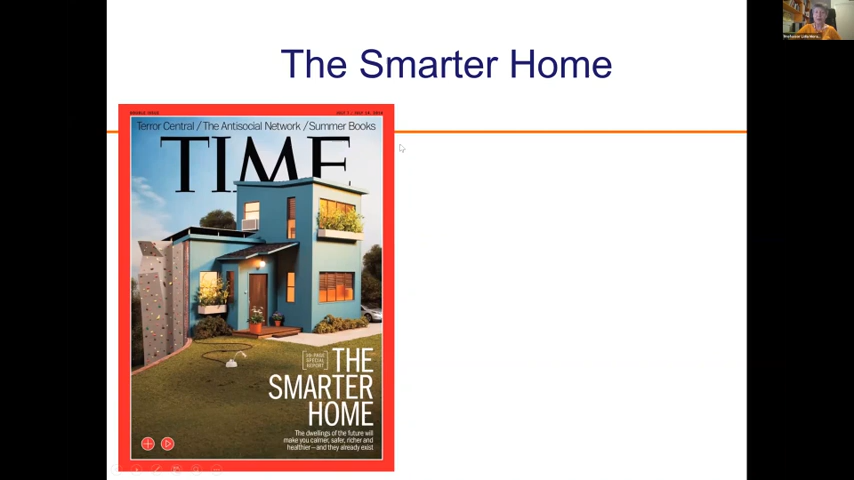 The Smarter Home
Terror Central / The Antisocial Network / Summer Books
TIME
THE
SMARTER
HOME
The dwellings of the future will
make you calmer, safer, richer and
healthier—and they already exist